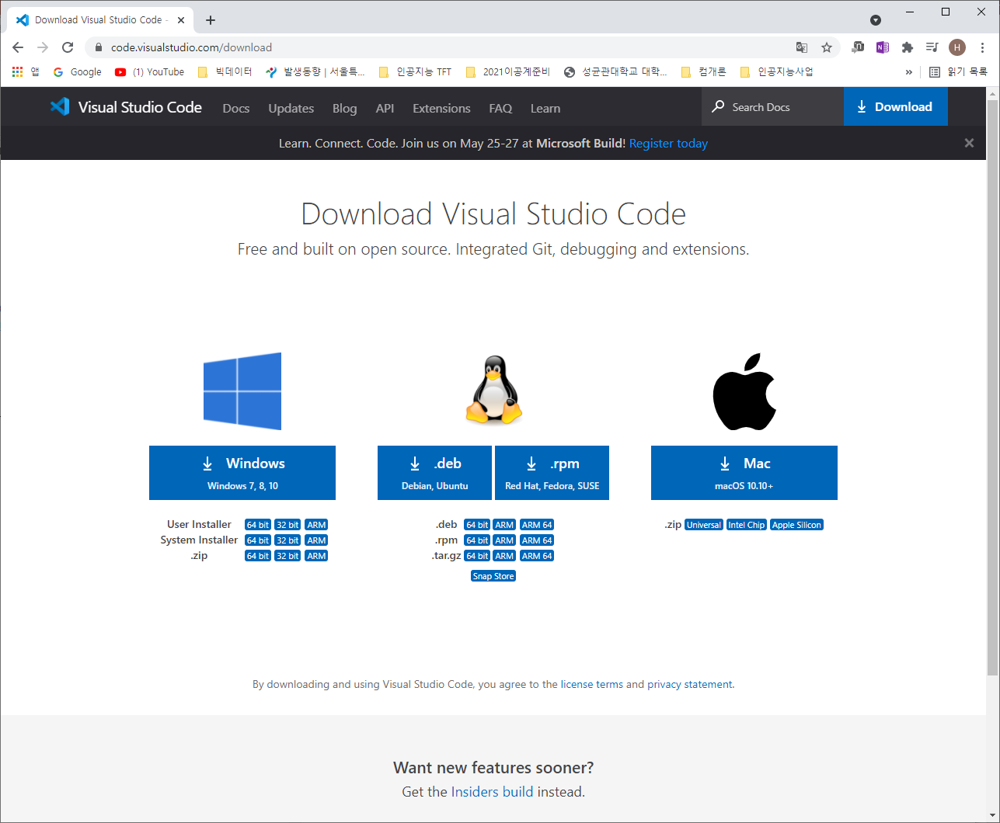 Download Visual Studio Code -
code.visualstudio.com/download
앱 Google (1) YouTube 빅데이터 발생동향 | 서울특... 인공지능 TFT 2021이공계준비 성균관대학교 대학... 컴개론 인공지능사업 » 읽기 목록
Visual Studio Code Docs Updates Blog API Extensions FAQ Learn Search Docs Download
Learn. Connect. Code. Join us on May 25-27 at Microsoft Build! Register today
Download Visual Studio Code
Free and built on open source. Integrated Git, debugging and extensions.
Windows
Windows 7, 8, 10
.deb
Debian, Ubuntu
.rpm
Red Hat, Fedora, SUSE
Mac
macOS 10.10+
User Installer 64 bit 32 bit ARM
System Installer 64 bit 32 bit ARM
.zip 64 bit 32 bit ARM
.deb 64 bit ARM ARM 64
.rpm 64 bit ARM ARM 64
.tar.gz 64 bit ARM ARM 64
Snap Store
.zip Universal Intel Chip Apple Silicon
By downloading and using Visual Studio Code, you agree to the license terms and privacy statement.
Want new features sooner?
Get the Insiders build instead.